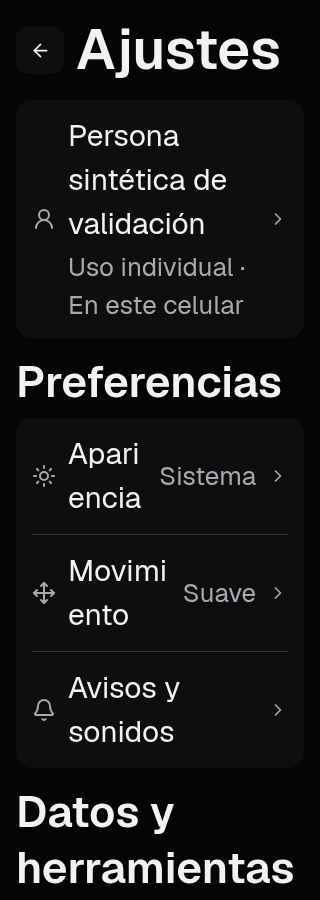 Ajustes
Persona
sintética de
validación
Uso individual ·
En este celular
Preferencias
Apari
encia
Sistema
Movimi
ento
Suave
Avisos y
sonidos
Datos y
herramientas